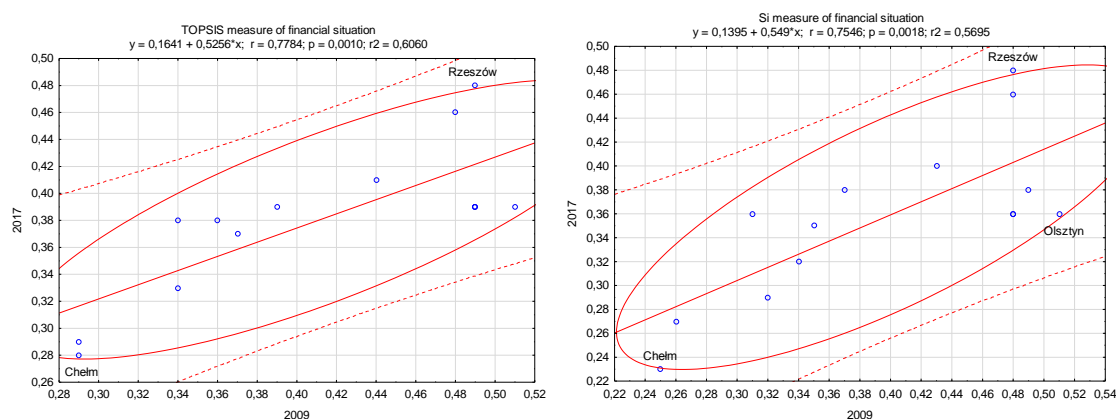 TOPSIS measure of financial situation
y = 0,1641 + 0,5256*x; r = 0,7784; p = 0,0010; r2 = 0,6060
0,50
0,48
0,46
0,44
0,42
0,40
0,38
0,36
0,34
0,32
0,30
0,28
0,26
2017
Rzeszów
Chełm
0,28 0,30 0,32 0,34 0,36 0,38 0,40 0,42 0,44 0,46 0,48 0,50 0,52
2009
Si measure of financial situation
y = 0,1395 + 0,549*x; r = 0,7546; p = 0,0018; r2 = 0,5695
0,50
0,48
0,46
0,44
0,42
0,40
0,38
0,36
0,34
0,32
0,30
0,28
0,26
0,24
0,22
2017
Rzeszów
Olsztyn
Chełm
0,22 0,24 0,26 0,28 0,30 0,32 0,34 0,36 0,38 0,40 0,42 0,44 0,46 0,48 0,50 0,52 0,54
2009